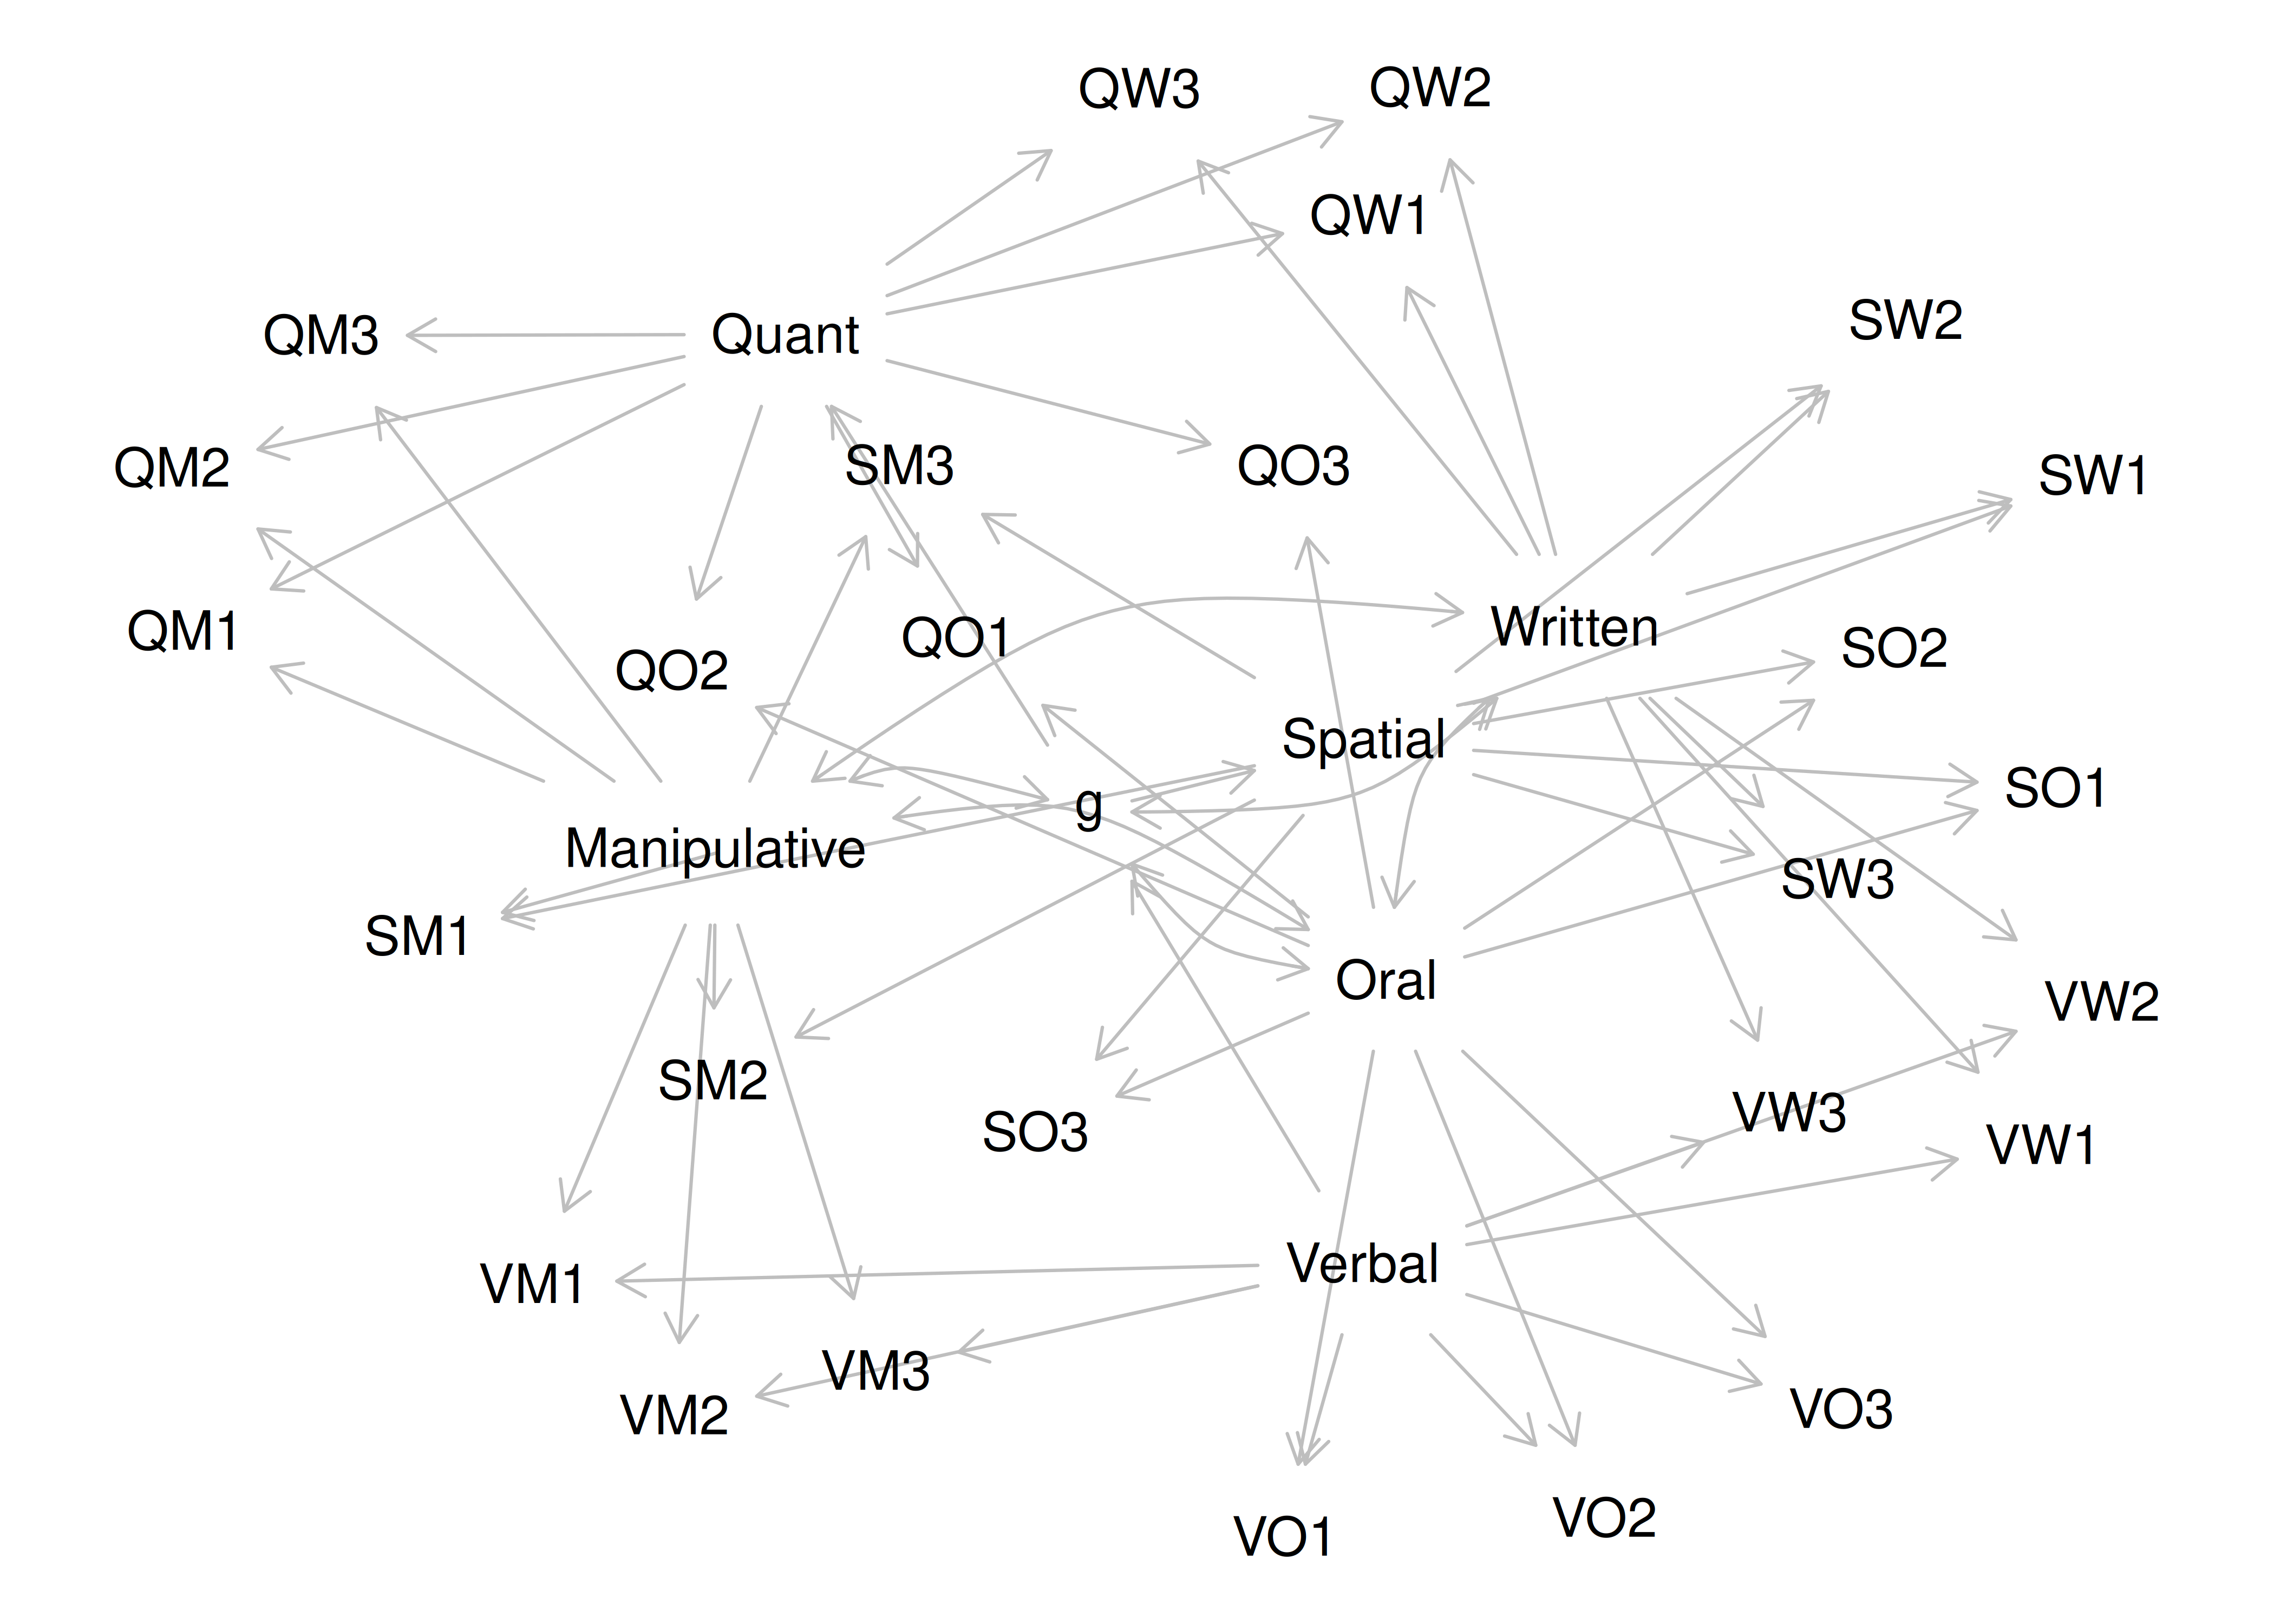 QW3
QW2
QW1
SW2
QM3
Quant
QM2
SM3
QO3
SW1
QM1
QO2
QO1
Written
SO2
Spatial
SO1
g
Manipulative
SW3
SM1
Oral
VW2
SM2
SO3
VW3
VW1
VM1
Verbal
VM3
VM2
VO3
VO1
VO2